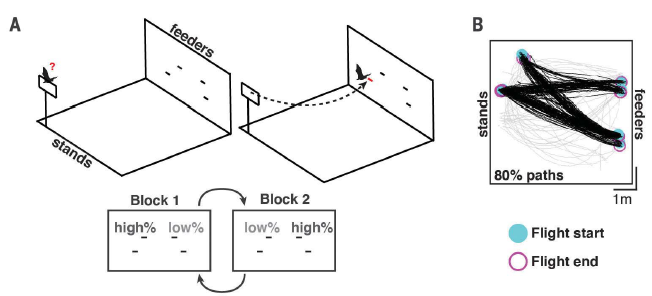 A
?
feeders
stands
Block 1
Block 2
high%
low%
low%
high%
B
stands
feeders
80% paths
1m
Flight start
Flight end